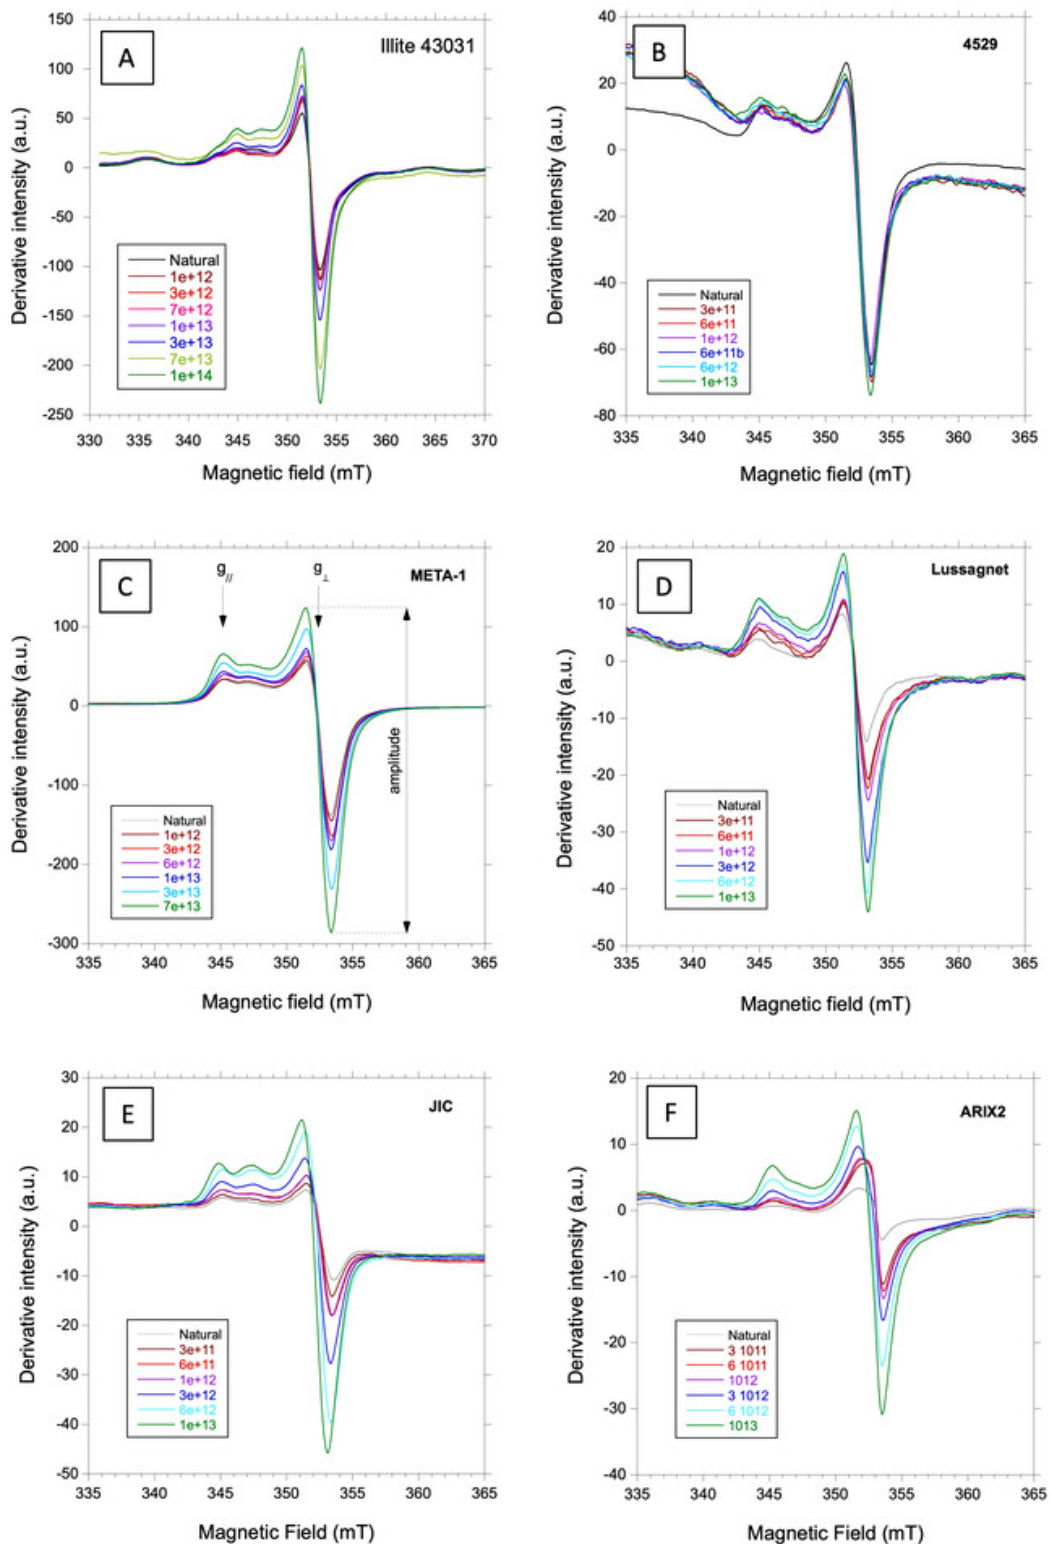 A
Illite 43031
Derivative intensity (a.u.)
150
100
50
0
-50
-100
-150
-200
-250
Natural
1e+12
3e+12
7e+12
1e+13
3e+13
7e+13
1e+14
330 335 340 345 350 355 360 365 370
Magnetic field (mT)
B
4529
Derivative intensity (a.u.)
40
20
0
-20
-40
-60
-80
Natural
3e+11
6e+11
1e+12
6e+11b
6e+12
1e+13
335 340 345 350 355 360 365
Magnetic field (mT)
C
META-1
g//
g⊥
amplitude
Derivative intensity (a.u.)
200
100
0
-100
-200
-300
Natural
1e+12
3e+12
6e+12
1e+13
3e+13
7e+13
335 340 345 350 355 360 365
Magnetic field (mT)
D
Lussagnet
Derivative intensity (a.u.)
20
10
0
-10
-20
-30
-40
-50
Natural
3e+11
6e+11
1e+12
3e+12
6e+12
1e+13
335 340 345 350 355 360 365
Magnetic field (mT)
E
JIC
Derivative intensity (a.u.)
30
20
10
0
-10
-20
-30
-40
-50
Natural
3e+11
6e+11
1e+12
3e+12
6e+12
1e+13
335 340 345 350 355 360 365
Magnetic Field (mT)
F
ARIX2
Derivative intensity (a.u.)
20
10
0
-10
-20
-30
-40
Natural
3 1011
6 1011
1012
3 1012
6 1012
1013
335 340 345 350 355 360 365
Magnetic Field (mT)